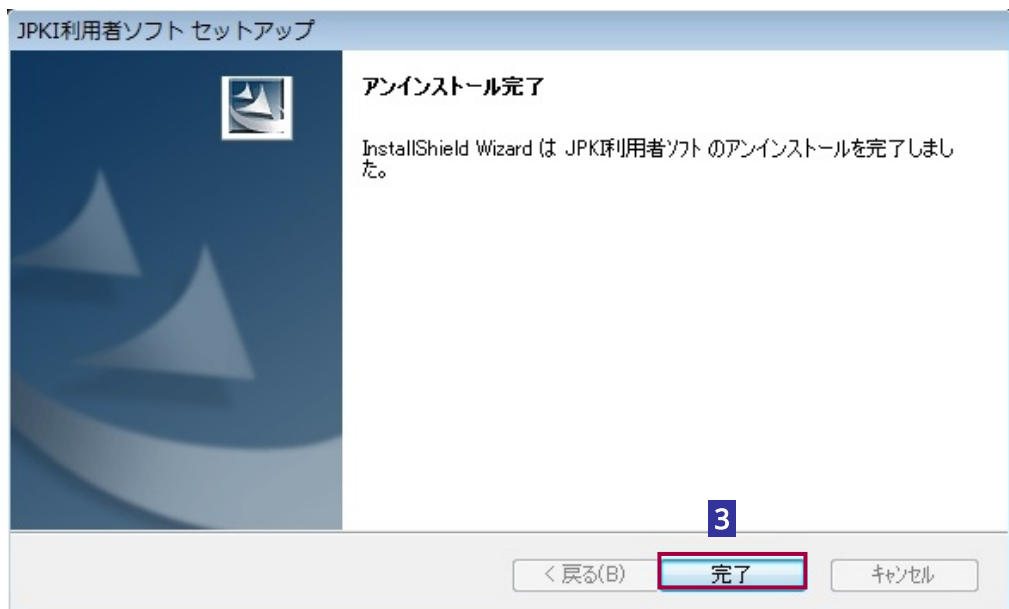 JPKI利用者ソフト セットアップ
アンインストール完了
InstallShield Wizard は JPKI利用者ソフト のアンインストールを完了しまし
た。
3
< 戻る(B)
完了
キャンセル